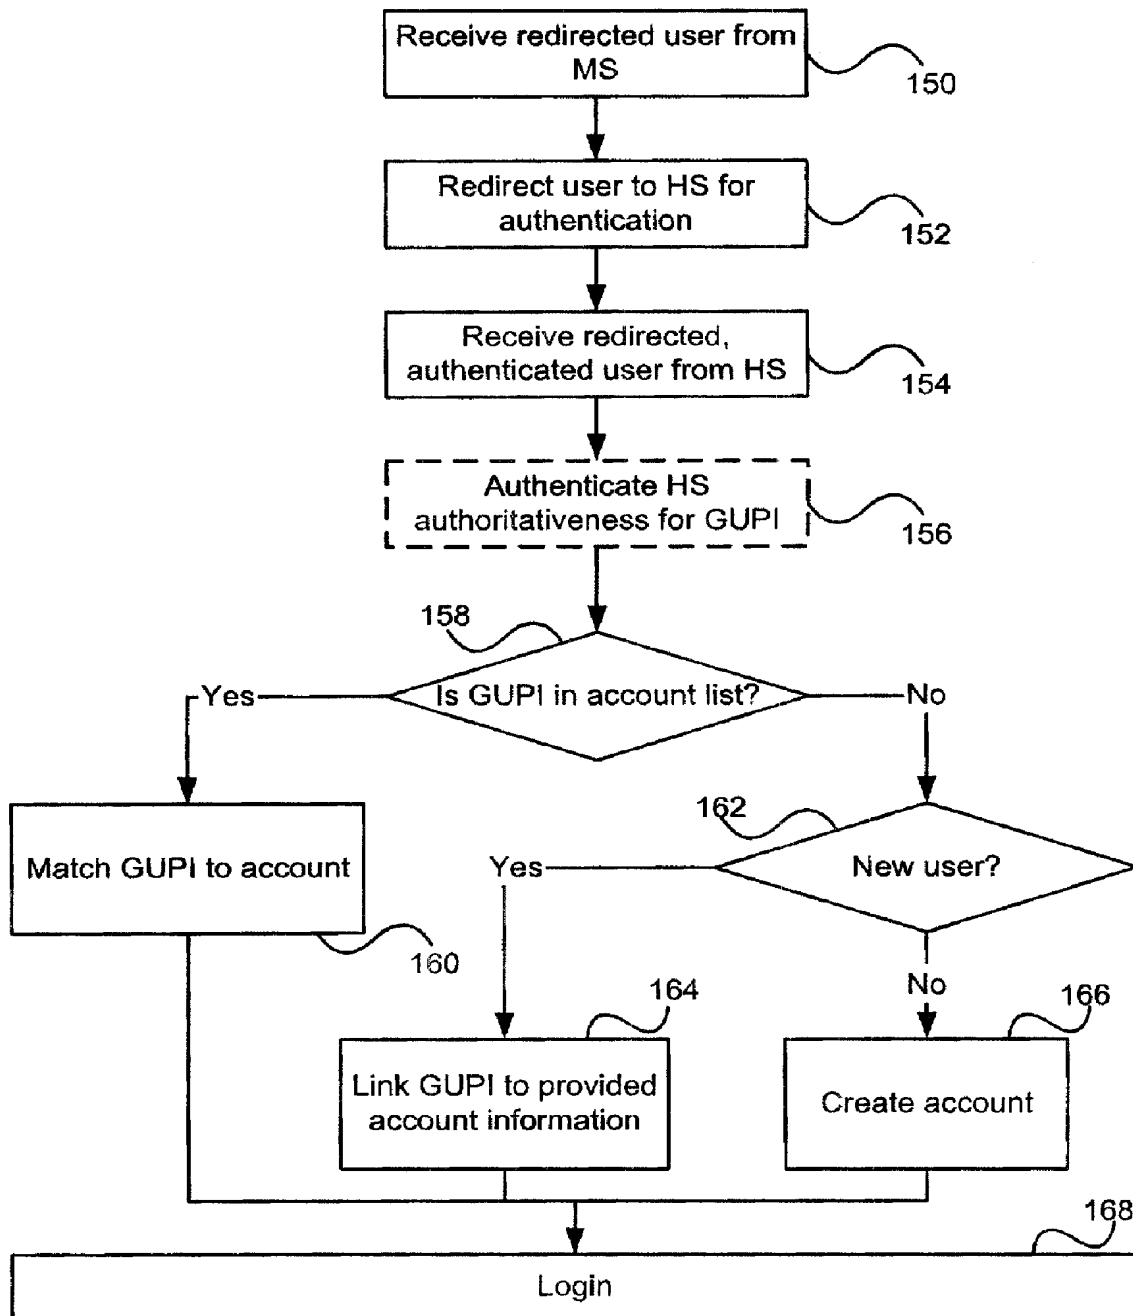 Receive redirected user from
MS
150
Redirect user to HS for
authentication
152
Receive redirected,
authenticated user from HS
154
Authenticate HS
authoritativeness for GUPI
156
158
Is GUPI in account list?
Yes
No
Match GUPI to account
160
162
New user?
Yes
No
164
Link GUPI to provided
account information
166
Create account
168
Login